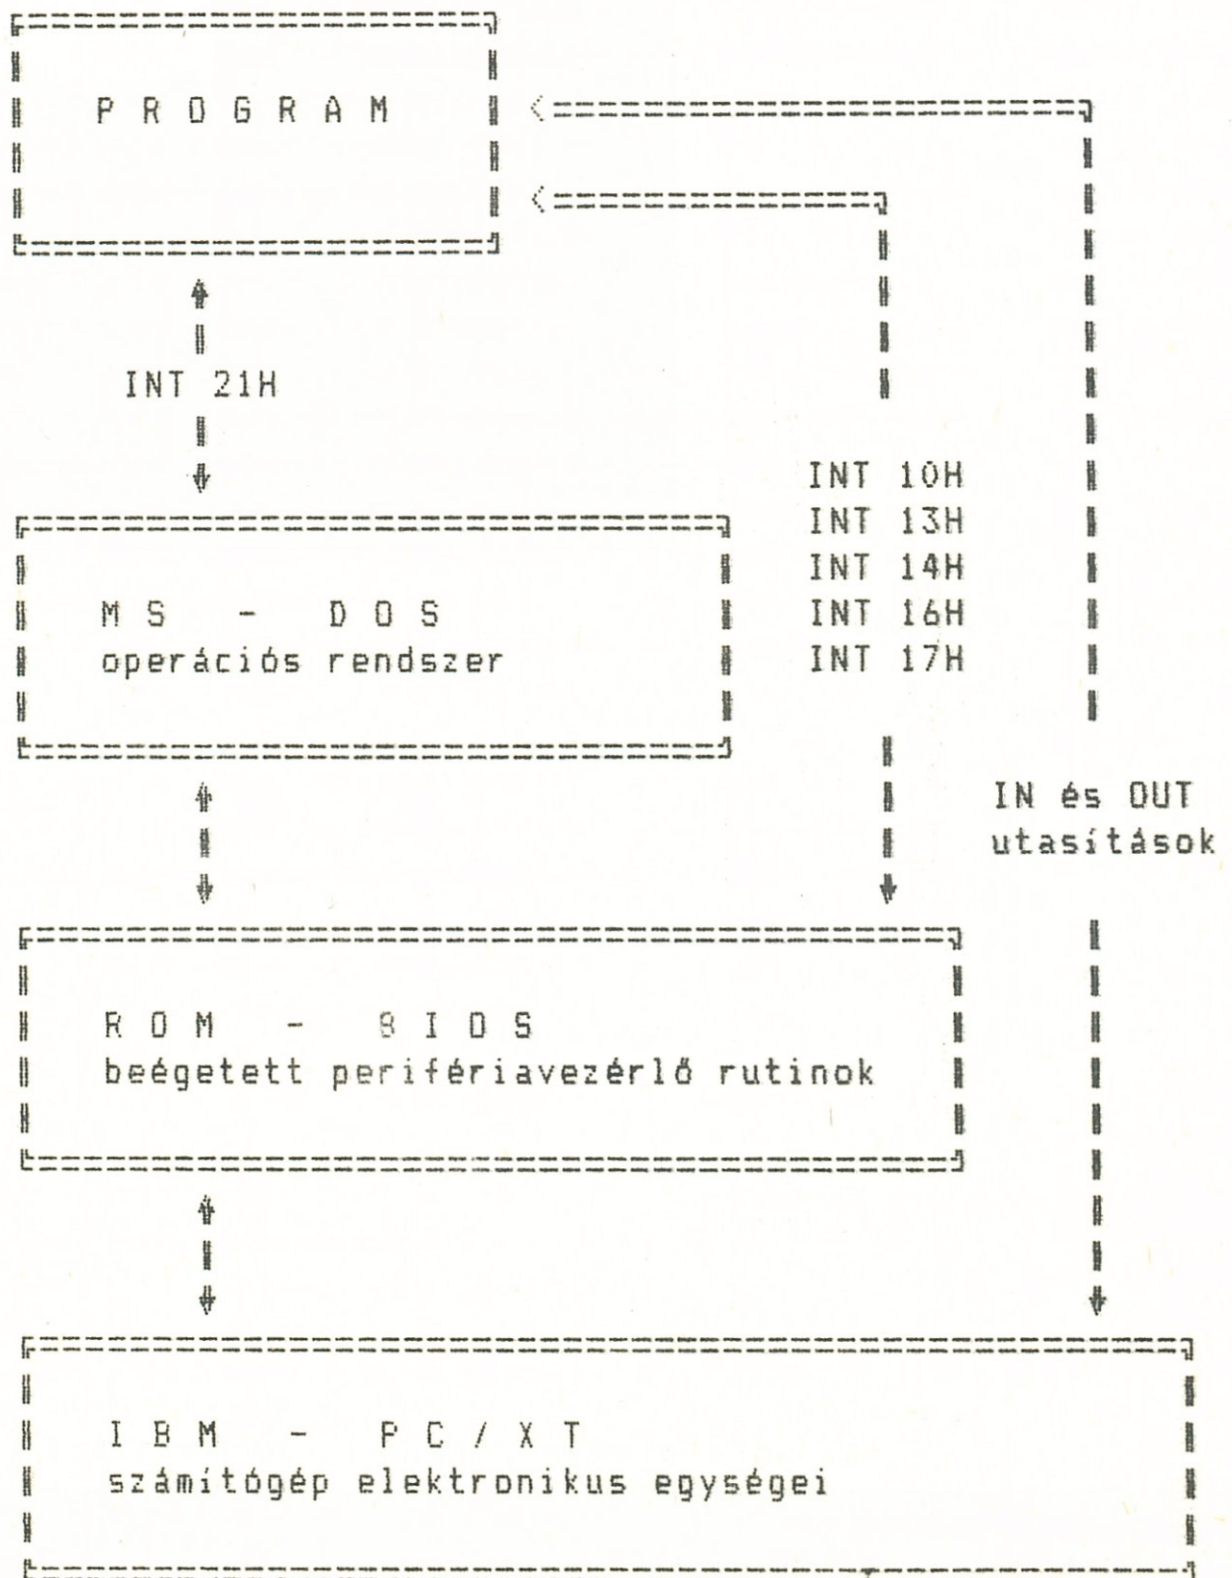 P R O G R A M
INT 21H
INT 10H
INT 13H
INT 14H
INT 16H
INT 17H
M S - D O S
operációs rendszer
IN és OUT
utasítások
R O M - B I O S
beégetett perifériavezérlő rutinok
I B M - P C / X T
számítógép elektronikus egységei